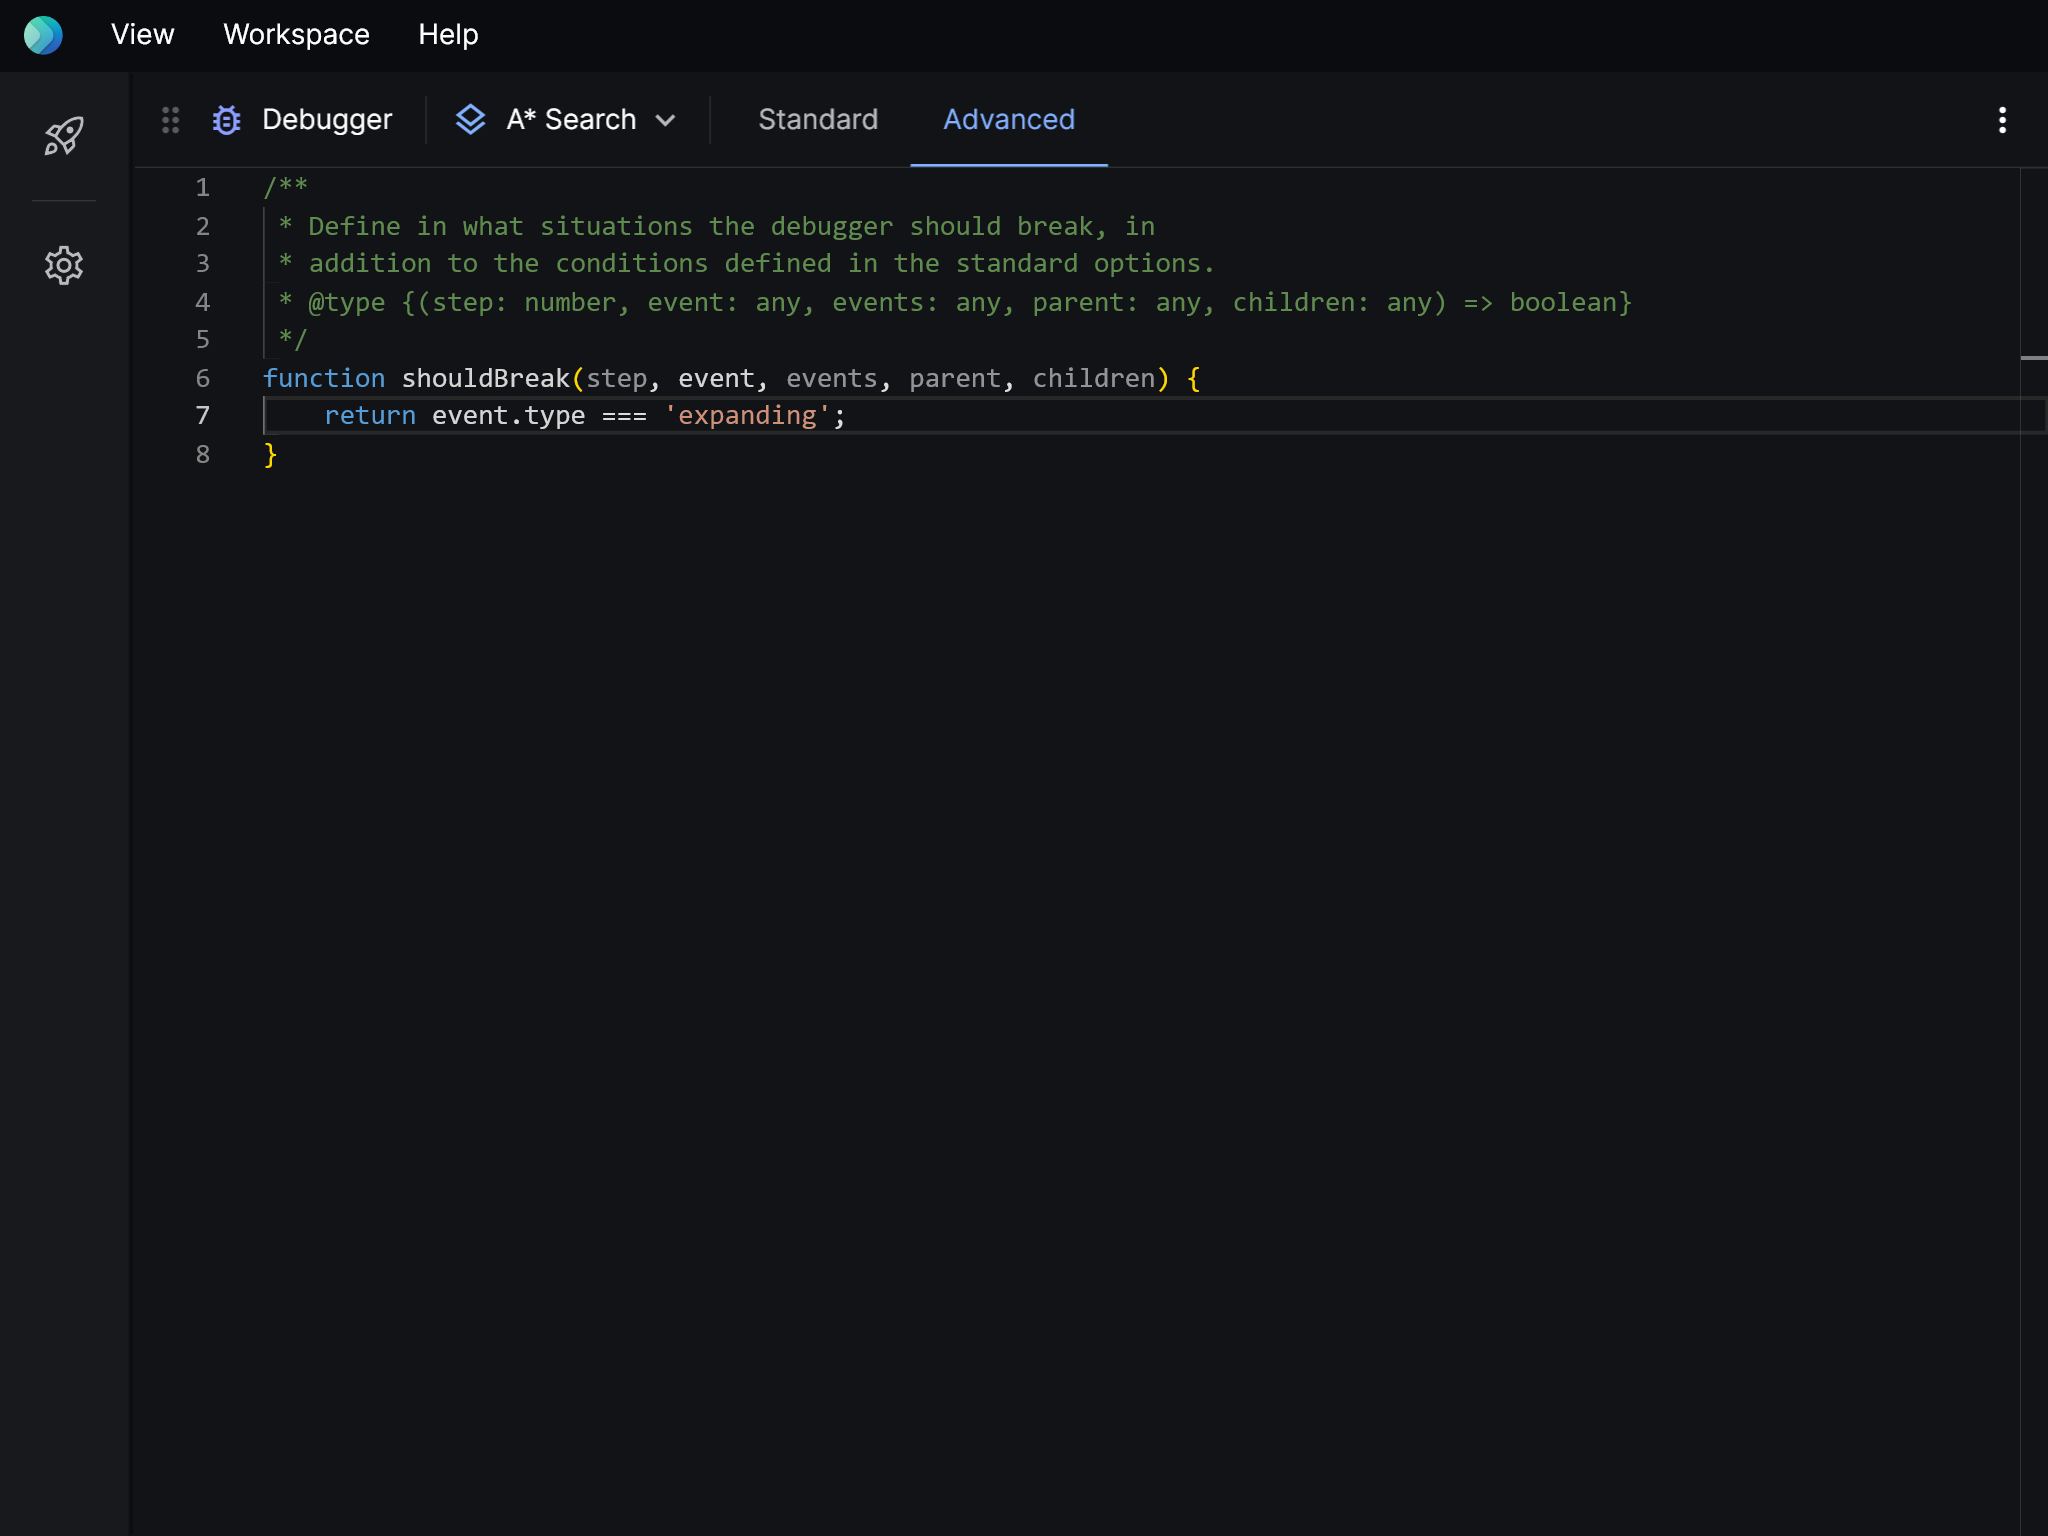 View Workspace Help
Debugger A* Search Standard Advanced
1 /**
2  * Define in what situations the debugger should break, in
3  * addition to the conditions defined in the standard options.
4  * @type {(step: number, event: any, events: any, parent: any, children: any) => boolean}
5  */
6 function shouldBreak(step, event, events, parent, children) {
7     return event.type === 'expanding';
8 }